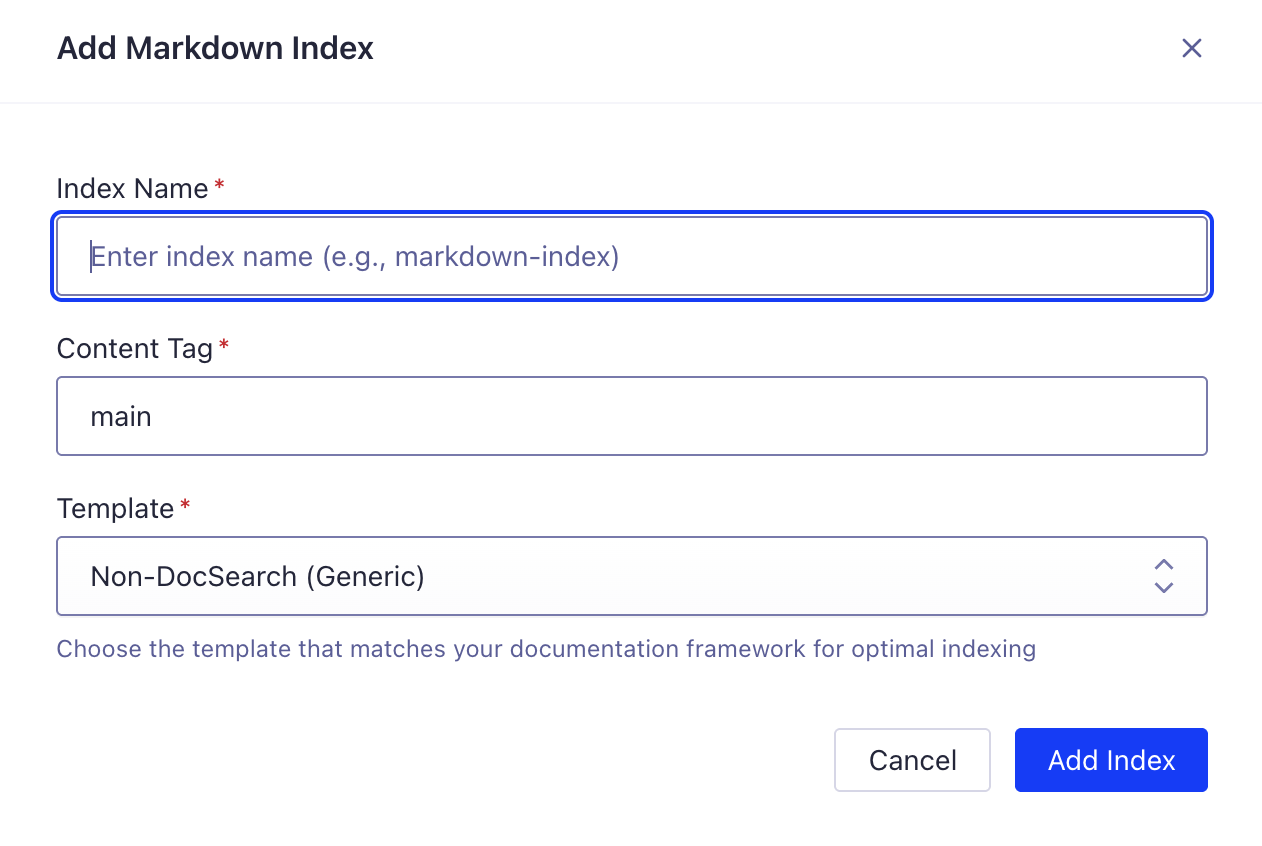 Add Markdown Index
Index Name*
Enter index name (e.g., markdown-index)
Content Tag*
main
Template*
Non-DocSearch (Generic)
Choose the template that matches your documentation framework for optimal indexing
Cancel
Add Index